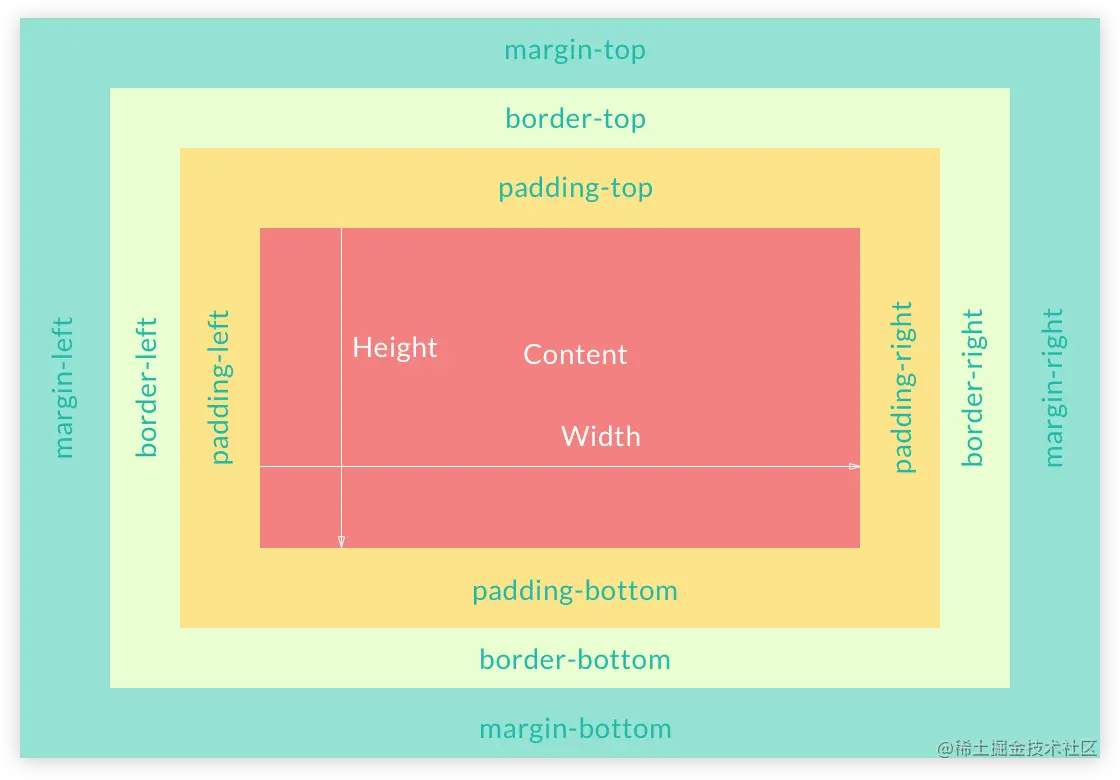 margin-top
border-top
padding-top
margin-left
border-left
padding-left
Height
Content
Width
padding-right
border-right
margin-right
padding-bottom
border-bottom
margin-bottom
@稀土掘金技术社区